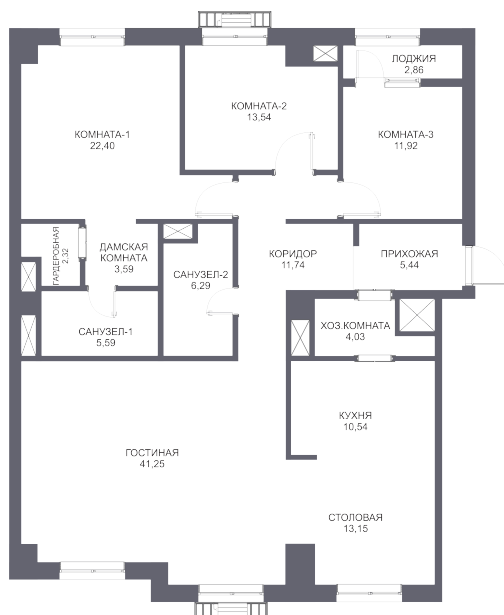 ЛОДЖИЯ
2,86
КОМНАТА-1
22,40
КОМНАТА-2
13,54
КОМНАТА-3
11,92
ГАРДЕРОБНАЯ
2,32
ДАМСКАЯ
КОМНАТА
3,59
САНУЗЕЛ-2
6,29
КОРИДОР
11,74
ПРИХОЖАЯ
5,44
САНУЗЕЛ-1
5,59
ХОЗ.КОМНАТА
4,03
КУХНЯ
10,54
ГОСТИНАЯ
41,25
СТОЛОВАЯ
13,15